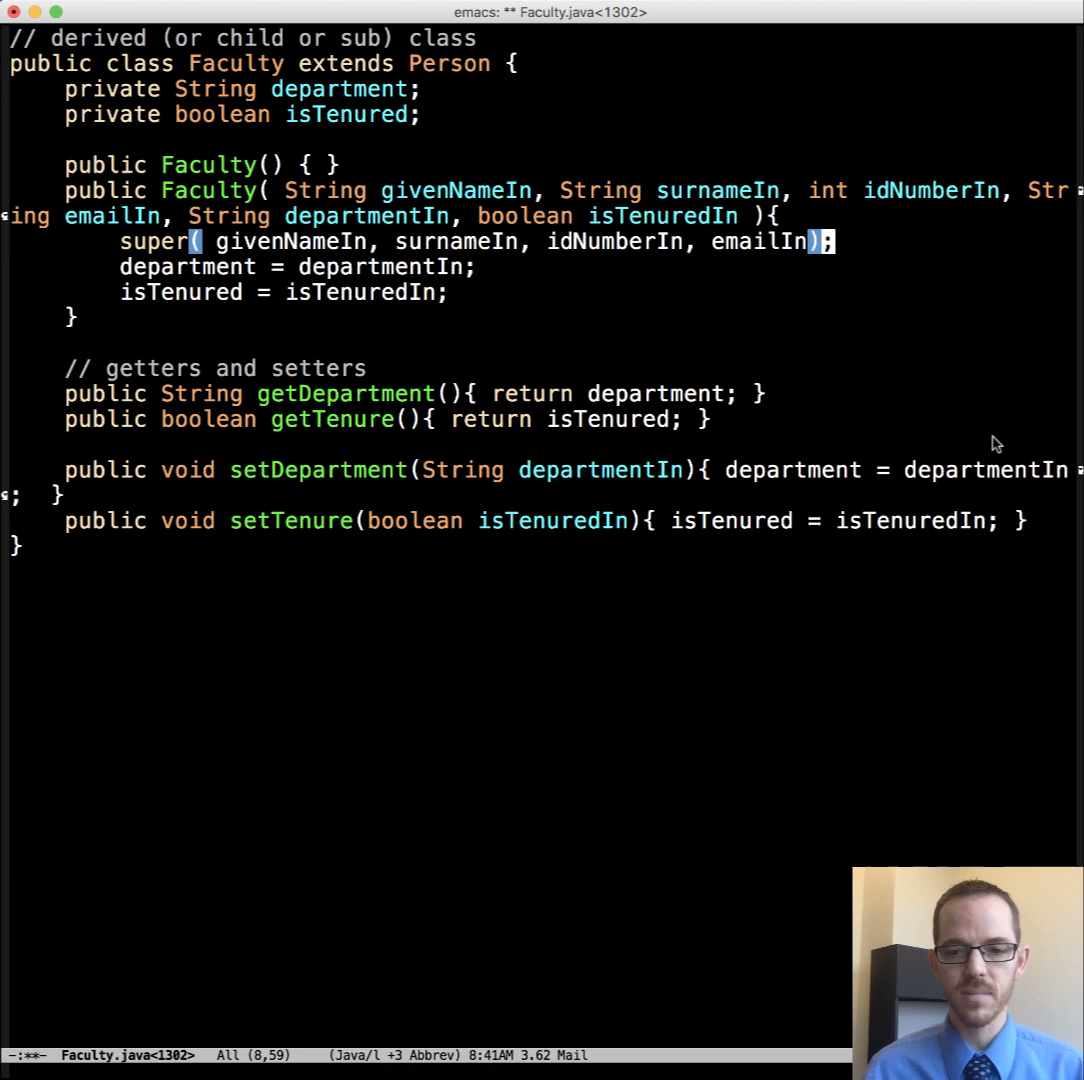 emacs: ** Faculty.java<1302>
// derived (or child or sub) class
public class Faculty extends Person {
    private String department;
    private boolean isTenured;
    public Faculty() { }
    public Faculty( String givenNameIn, String surnameIn, int idNumberIn, Str
ing emailIn, String departmentIn, boolean isTenuredIn ){
        super( givenNameIn, surnameIn, idNumberIn, emailIn);
        department = departmentIn;
        isTenured = isTenuredIn;
    }
    // getters and setters
    public String getDepartment(){ return department; }
    public boolean getTenure(){ return isTenured; }
    public void setDepartment(String departmentIn){ department = departmentIn
;  }
    public void setTenure(boolean isTenuredIn){ isTenured = isTenuredIn; }
}
-:**-  Faculty.java<1302>   All (8,59)     (Java/l +3 Abbrev) 8:41AM 3.62 Mail